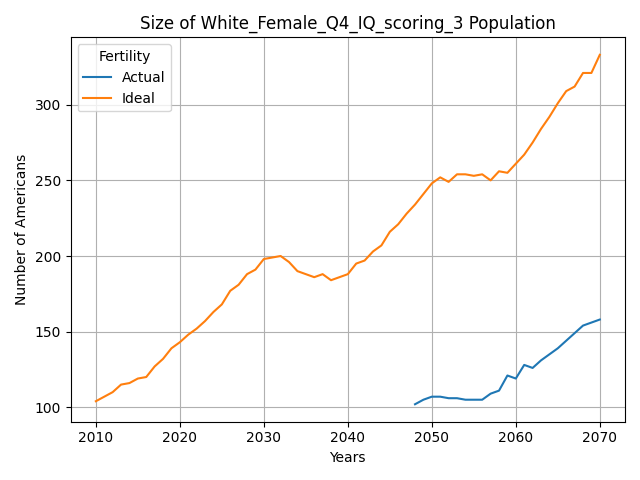 Size of White_Female_Q4_IQ_scoring_3 Population
Fertility
Actual
Ideal
Number of Americans
300
250
200
150
100
2010 2020 2030 2040 2050 2060 2070
Years